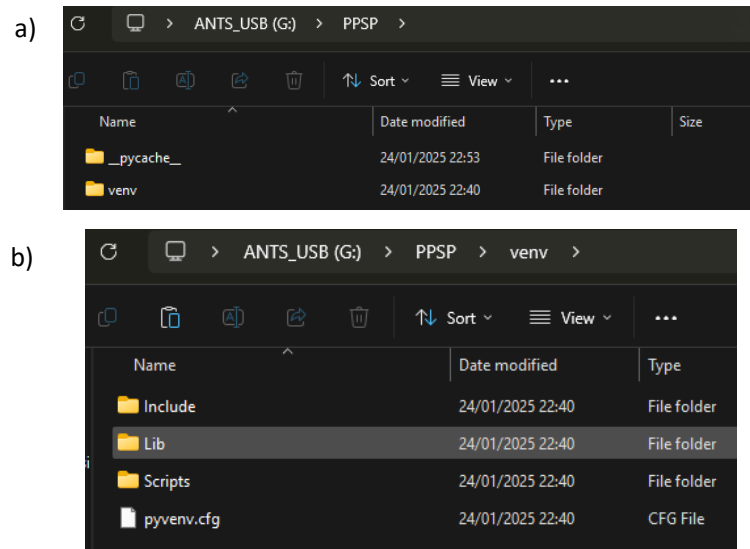 a)
ANTS_USB (G:) > PPSP >
Sort View ...
Name Date modified Type Size
__pycache__ 24/01/2025 22:53 File folder
venv 24/01/2025 22:40 File folder
b)
> ANTS_USB (G:) > PPSP > venv >
Sort View ...
Name Date modified Type
Include 24/01/2025 22:40 File folder
Lib 24/01/2025 22:40 File folder
Scripts 24/01/2025 22:40 File folder
pyvenv.cfg 24/01/2025 22:40 CFG File